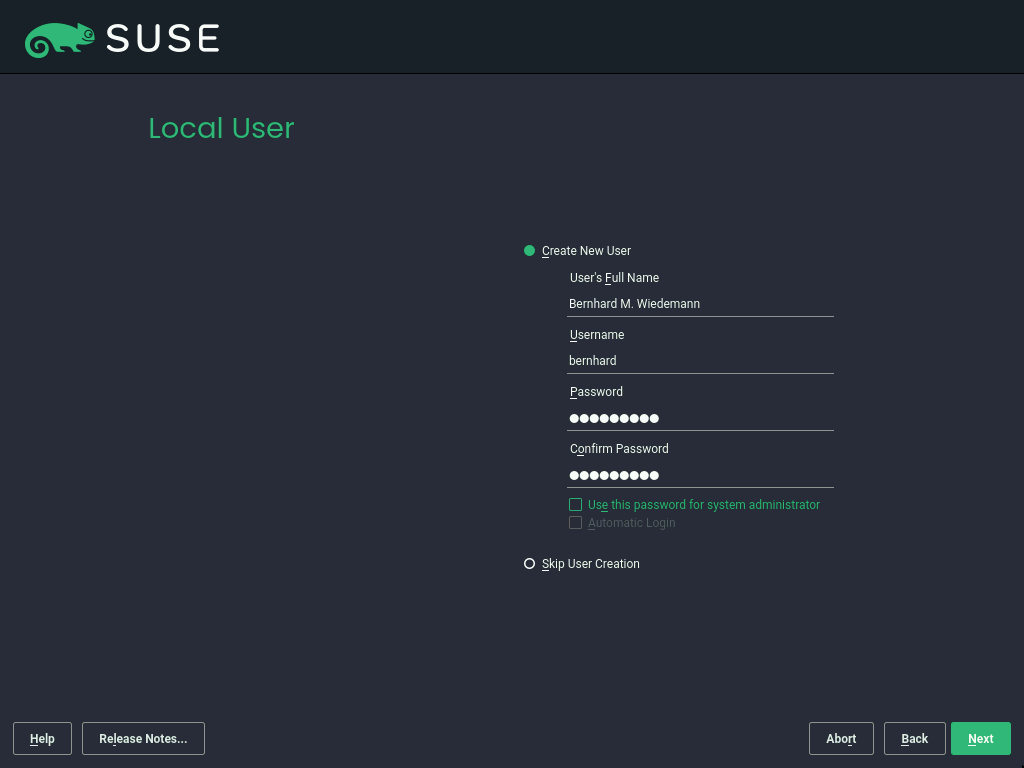 SUSE
Local User
Create New User
User's Full Name
Bernhard M. Wiedemann
Username
bernhard
Password
●●●●●●●●●
Confirm Password
●●●●●●●●●
Use this password for system administrator
Automatic Login
Skip User Creation
Help Release Notes... Abort Back Next